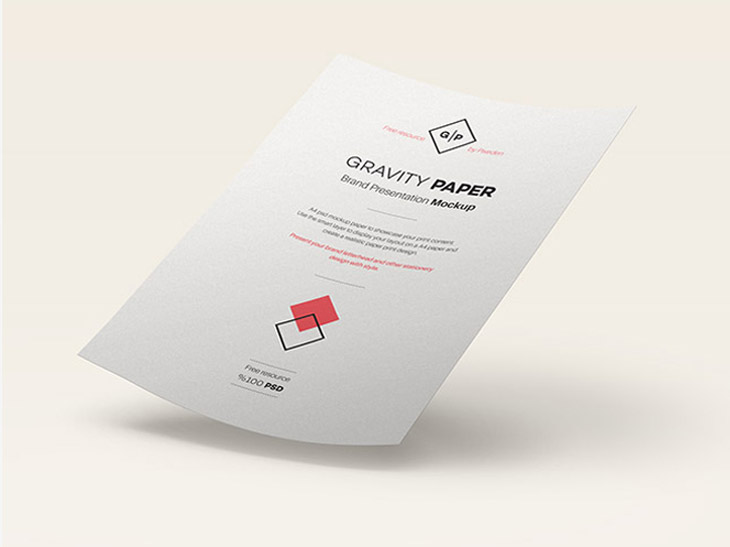 Free resource
G/P
by Pixeden
GRAVITY PAPER
Brand Presentation Mockup
A4 psd mockup paper to showcase your print content.
Use the smart layer to display your layout on a A4 paper and
create a realistic paper print design.
Present your brand letterhead and other stationery
design with style.
Free resource
%100 PSD